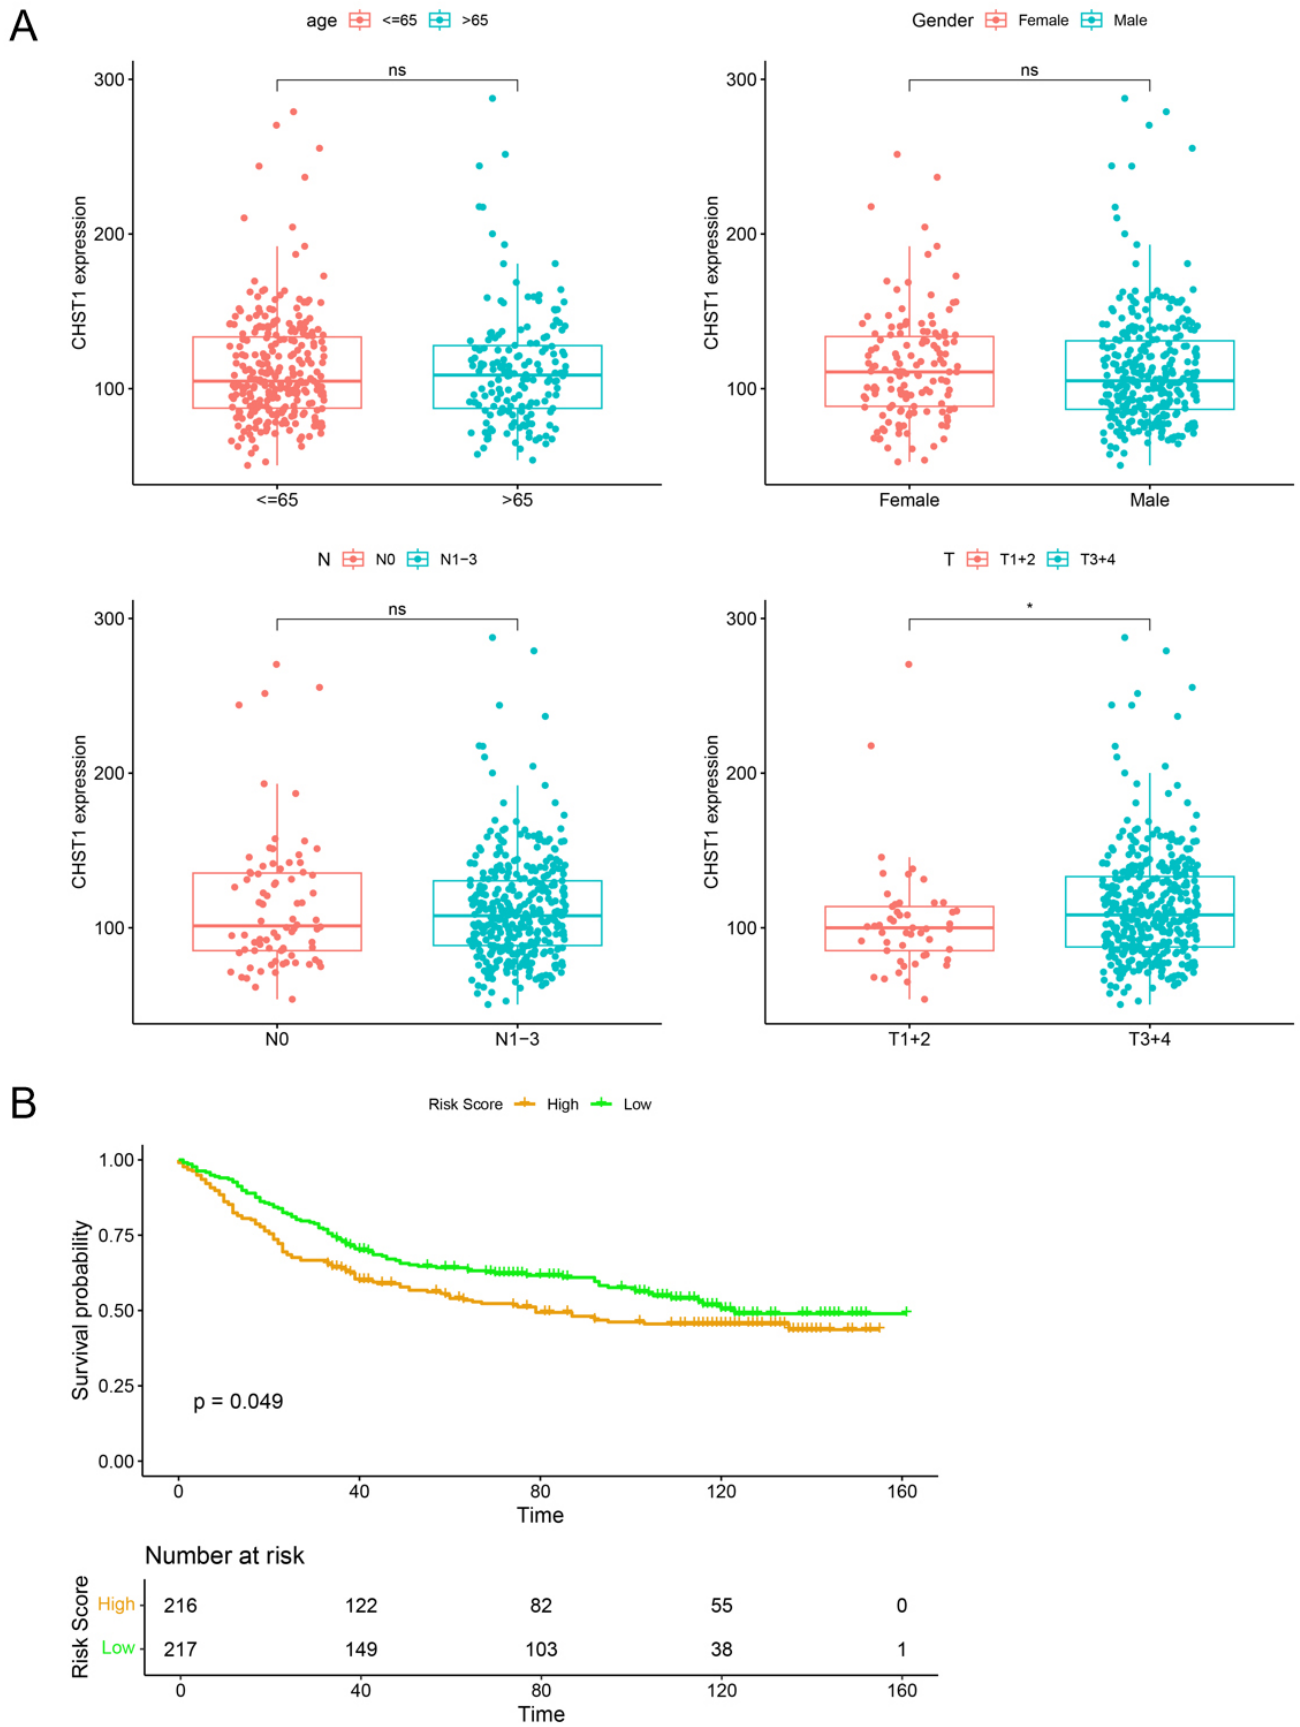 A
age <=65 >65
Gender Female Male
ns
ns
300
200
100
CHST1 expression
<=65 >65
300
200
100
CHST1 expression
Female Male
N N0 N1−3
T T1+2 T3+4
ns
*
300
200
100
CHST1 expression
N0 N1−3
300
200
100
CHST1 expression
T1+2 T3+4
B
Risk Score High Low
1.00
0.75
0.50
0.25
0.00
Survival probability
p = 0.049
0 40 80 120 160
Time
Number at risk
Risk Score
High 216 122 82 55 0
Low 217 149 103 38 1
0 40 80 120 160
Time